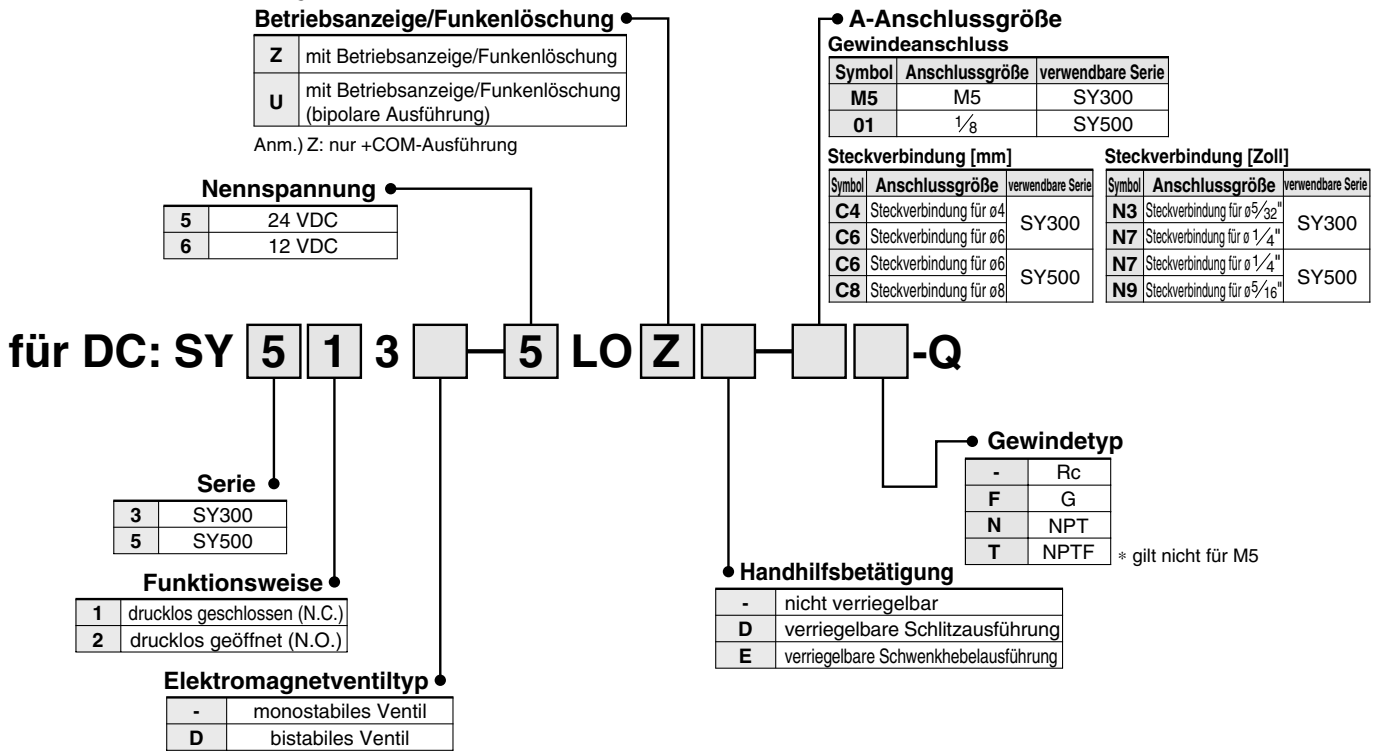 Betriebsanzeige/Funkenlöschung
Z mit Betriebsanzeige/Funkenlöschung
U mit Betriebsanzeige/Funkenlöschung
(bipolare Ausführung)
Anm.) Z: nur +COM-Ausführung
A-Anschlussgröße
Gewindeanschluss
Symbol Anschlussgröße verwendbare Serie
M5 M5 SY300
01 1/8 SY500
Steckverbindung [mm]
Symbol Anschlussgröße verwendbare Serie
C4 Steckverbindung für ø4 SY300
C6 Steckverbindung für ø6
C6 Steckverbindung für ø6 SY500
C8 Steckverbindung für ø8
Steckverbindung [Zoll]
Symbol Anschlussgröße verwendbare Serie
N3 Steckverbindung für ø5/32" SY300
N7 Steckverbindung für ø 1/4"
N7 Steckverbindung für ø 1/4" SY500
N9 Steckverbindung für ø5/16"
Nennspannung
5 24 VDC
6 12 VDC
für DC: SY 5 1 3 — 5 LO Z — -Q
Serie
3 SY300
5 SY500
Funktionsweise
1 drucklos geschlossen (N.C.)
2 drucklos geöffnet (N.O.)
Elektromagnetventiltyp
- monostabiles Ventil
D bistabiles Ventil
Gewindetyp
- Rc
F G
N NPT
T NPTF
* gilt nicht für M5
Handhilfsbetätigung
- nicht verriegelbar
D verriegelbare Schlitzausführung
E verriegelbare Schwenkhebelausführung